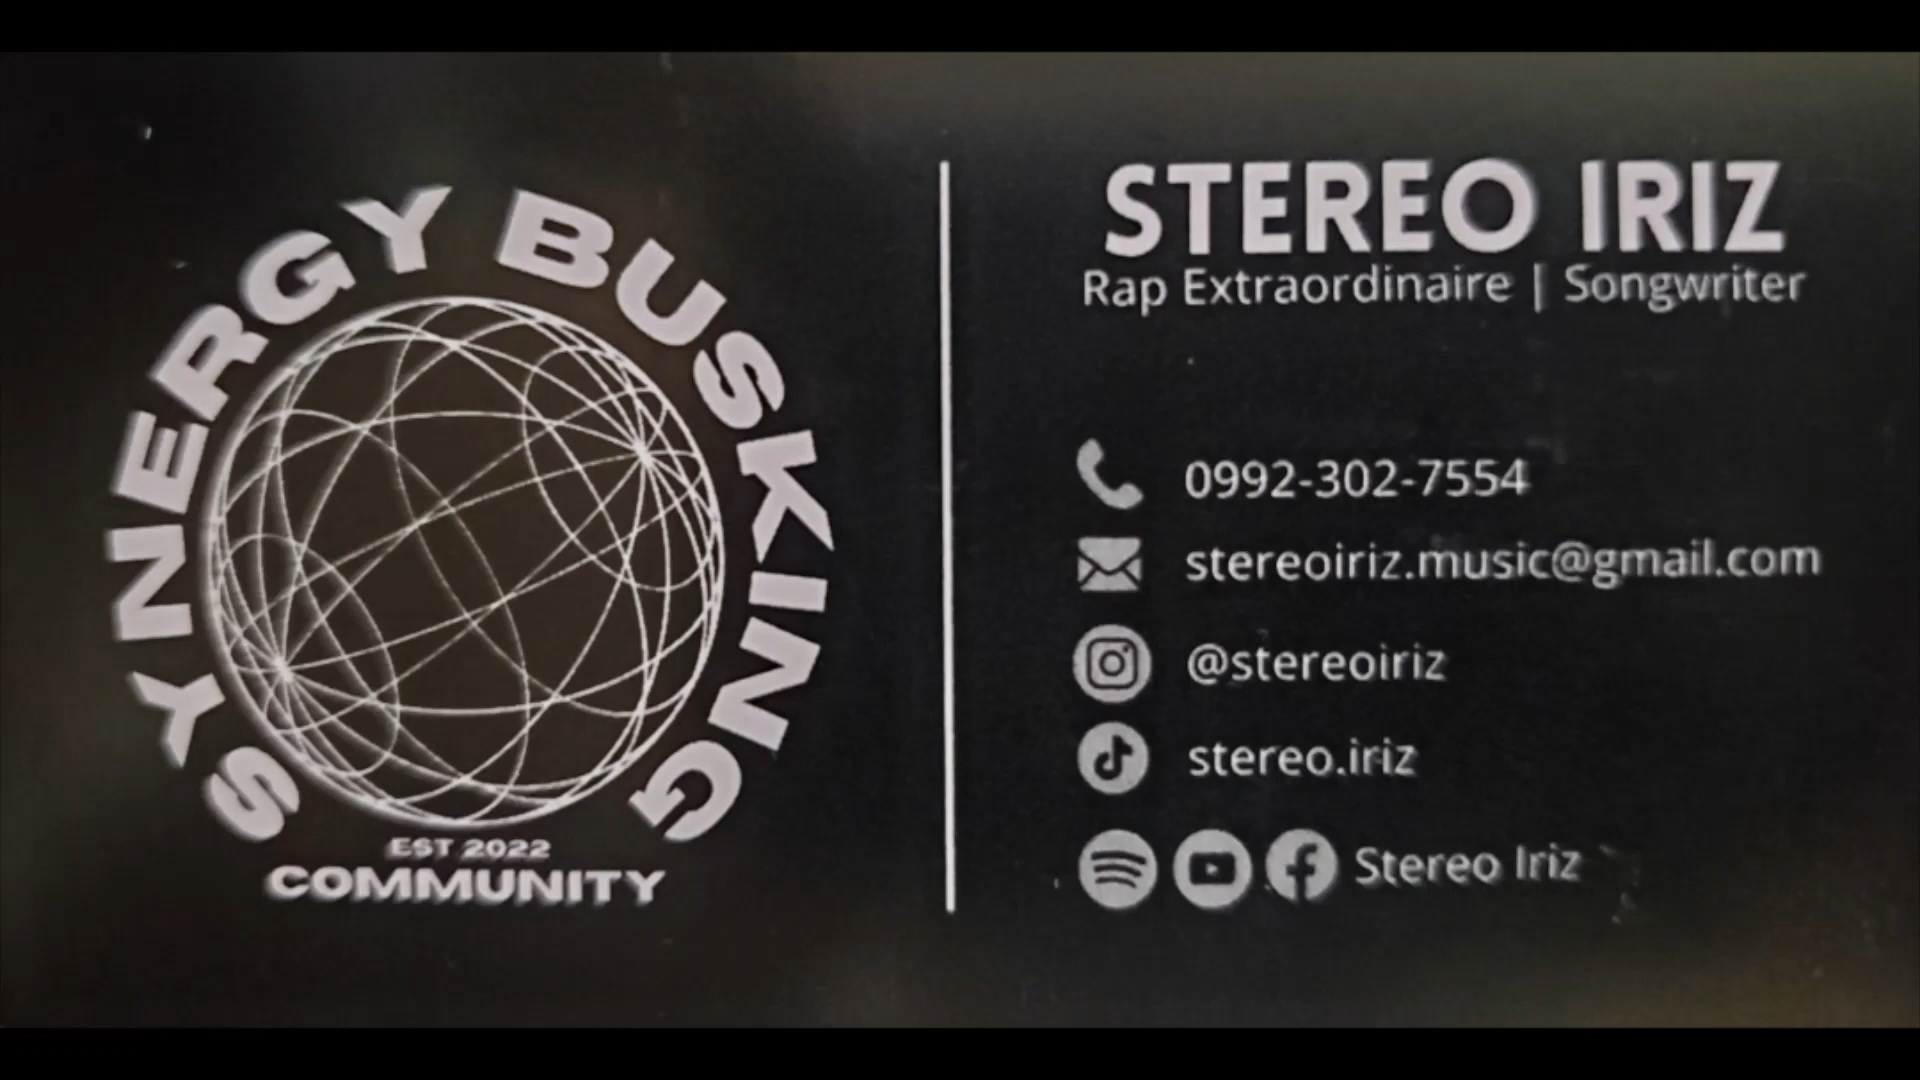 SYNERGY BUSKING
EST 2022
COMMUNITY
STEREO IRIZ
Rap Extraordinaire | Songwriter
0992-302-7554
stereoiriz.music@gmail.com
@stereoiriz
stereo.iriz
Stereo Iriz